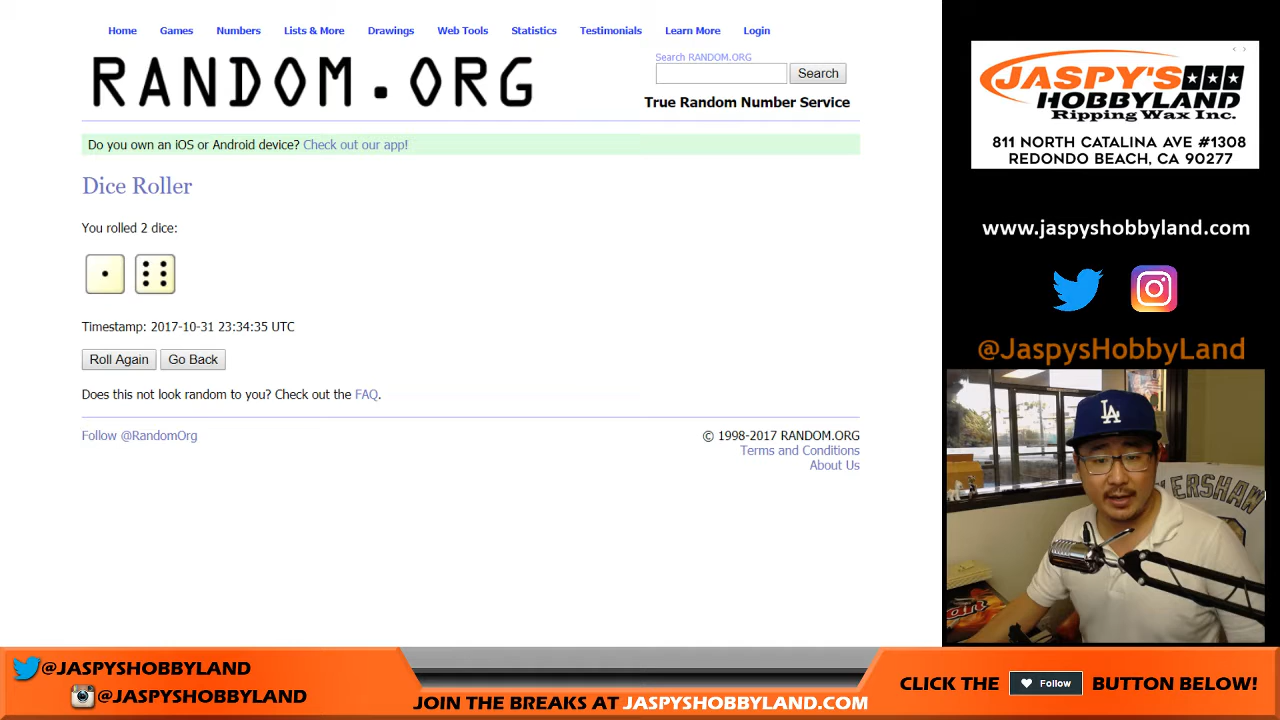 Home Games Numbers Lists & More Drawings Web Tools Statistics Testimonials Learn More Login
RANDOM.ORG
Search RANDOM.ORG
Search
True Random Number Service
Do you own an iOS or Android device? Check out our app!
Dice Roller
You rolled 2 dice:
Timestamp: 2017-10-31 23:34:35 UTC
Roll Again Go Back
Does this not look random to you? Check out the FAQ.
Follow @RandomOrg
© 1998-2017 RANDOM.ORG
Terms and Conditions
About Us
JASPY'S
HOBBYLAND
Ripping Wax Inc.
811 NORTH CATALINA AVE #1308
REDONDO BEACH, CA 90277
www.jaspyshobbyland.com
@JaspysHobbyLand
LA
ERSHAW
@JASPYSHOBBYLAND
@JASPYSHOBBYLAND
JOIN THE BREAKS AT JASPYSHOBBYLAND.COM
CLICK THE Follow BUTTON BELOW!